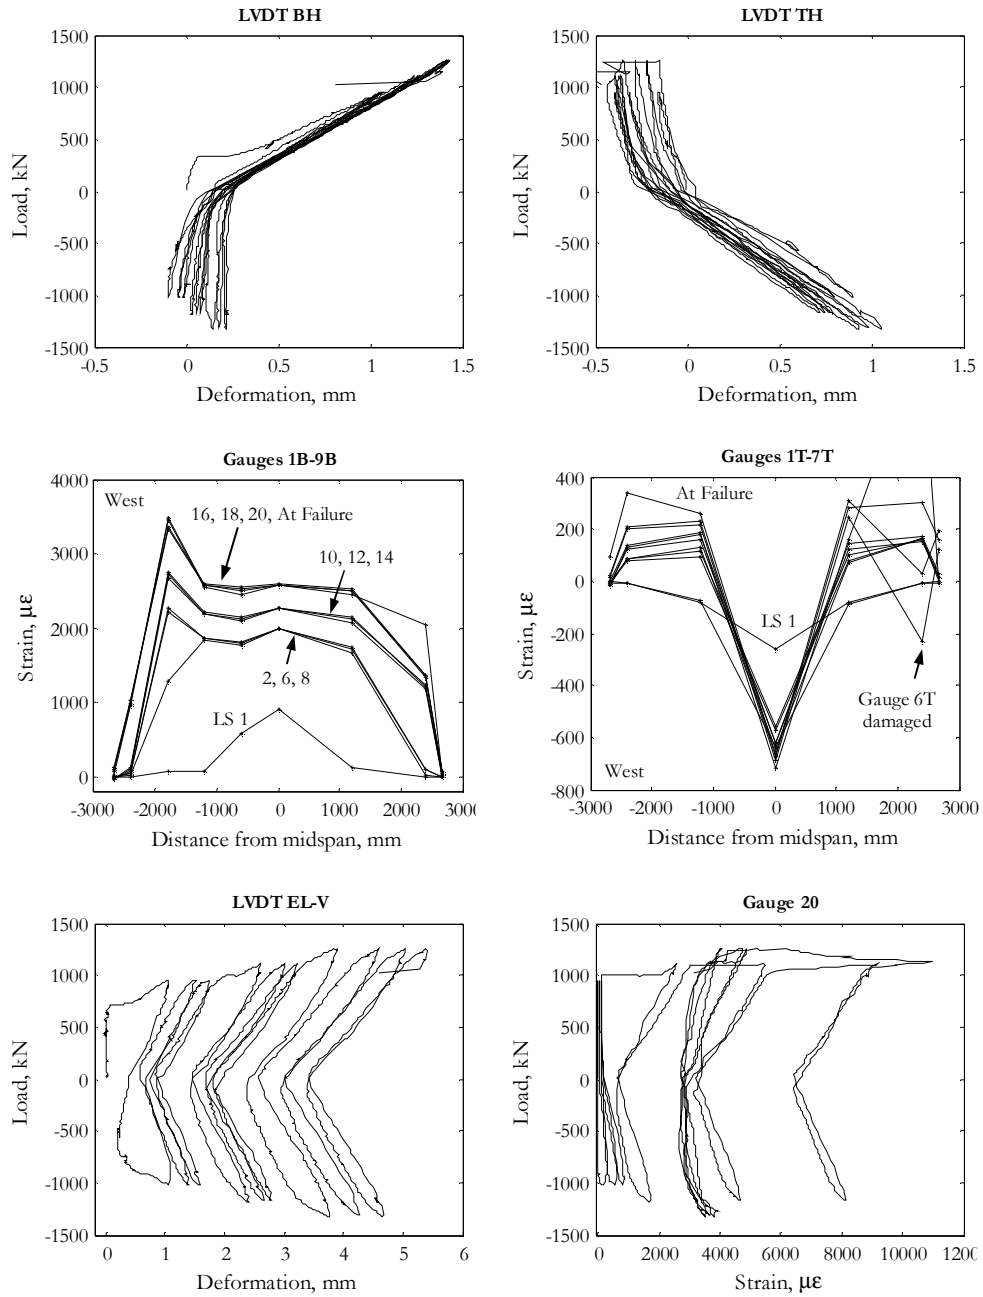 LVDT BH
1500
1000
500
0
-500
-1000
-1500
-0.5 0 0.5 1 1.5
Load, kN
Deformation, mm
LVDT TH
1500
1000
500
0
-500
-1000
-1500
-0.5 0 0.5 1 1.5
Load, kN
Deformation, mm
Gauges 1B-9B
4000
3000
2000
1000
0
-3000 -2000 -1000 0 1000 2000 3000
West
16, 18, 20, At Failure
10, 12, 14
2, 6, 8
LS 1
Strain, µε
Distance from midspan, mm
Gauges 1T-7T
400
200
0
-200
-400
-600
-800
-3000 -2000 -1000 0 1000 2000 3000
At Failure
LS 1
Gauge 6T
damaged
West
Strain, µε
Distance from midspan, mm
LVDT EL-V
1500
1000
500
0
-500
-1000
-1500
0 1 2 3 4 5 6
Load, kN
Deformation, mm
Gauge 20
1500
1000
500
0
-500
-1000
-1500
0 2000 4000 6000 8000 10000 1200
Load, kN
Strain, µε